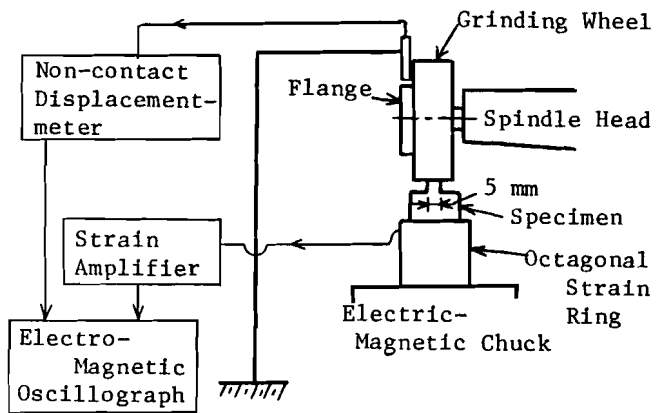 Grinding Wheel
Non-contact
Displacement-
meter
Flange
Spindle Head
5 mm
Specimen
Strain
Amplifier
Octagonal
Strain
Ring
Electric-
Magnetic Chuck
Electro-
Magnetic
Oscillograph